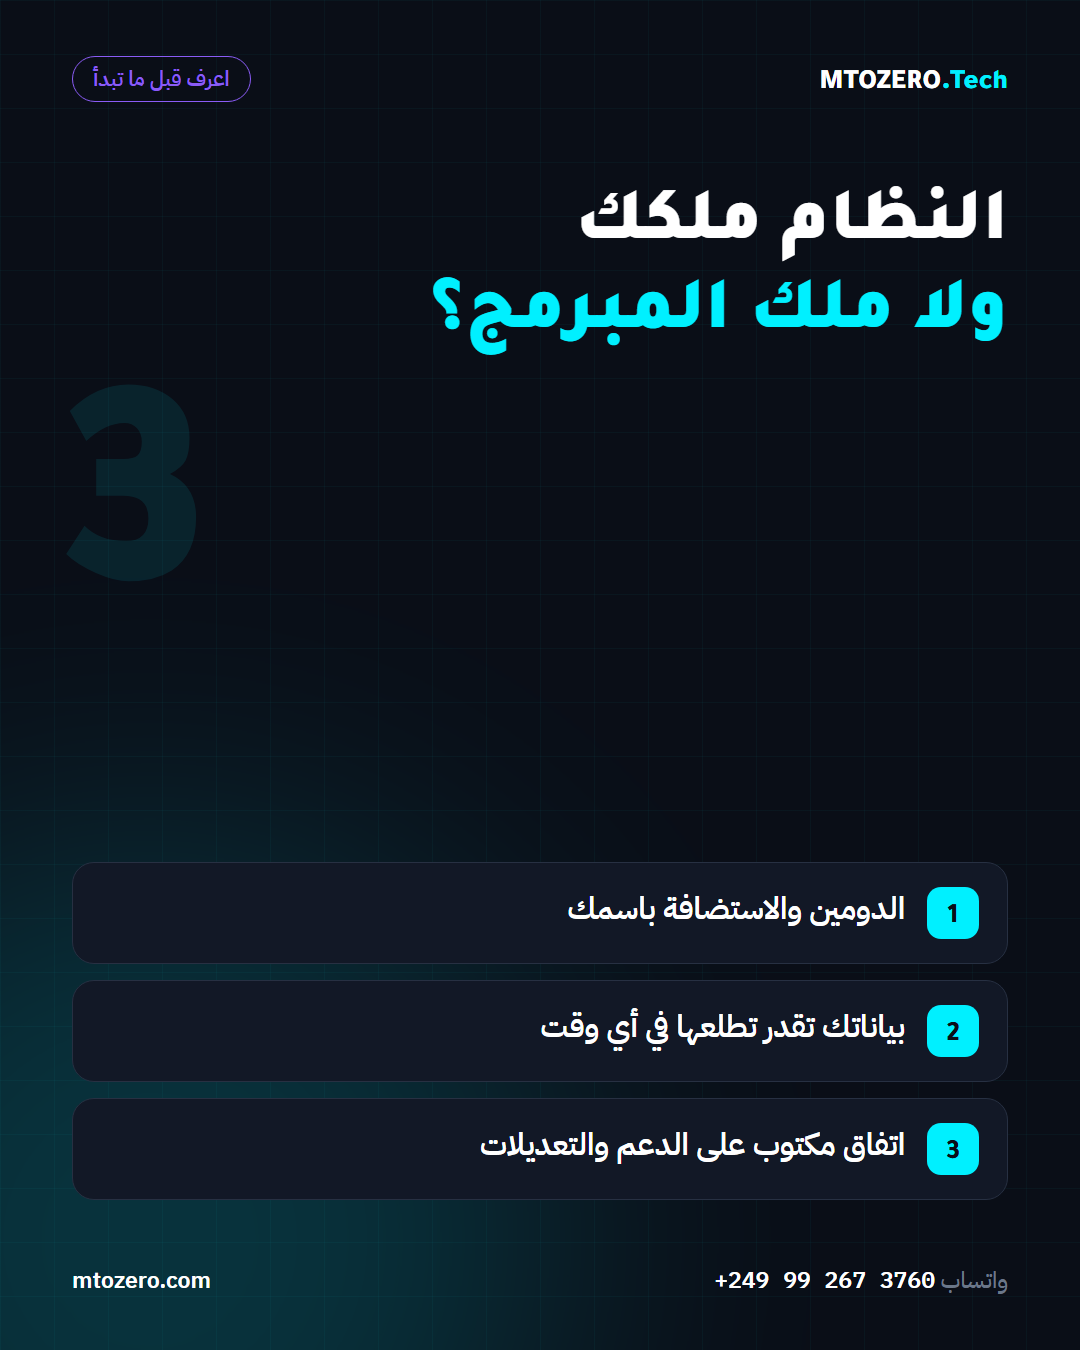 MTOZERO.Tech
اعرف قبل ما تبدأ
النظام ملكك
ولا ملك المبرمج؟
3
1 الدومين والاستضافة باسمك
2 بياناتك تقدر تطلعها في أي وقت
3 اتفاق مكتوب على الدعم والتعديلات
واتساب +249 99 267 3760
mtozero.com